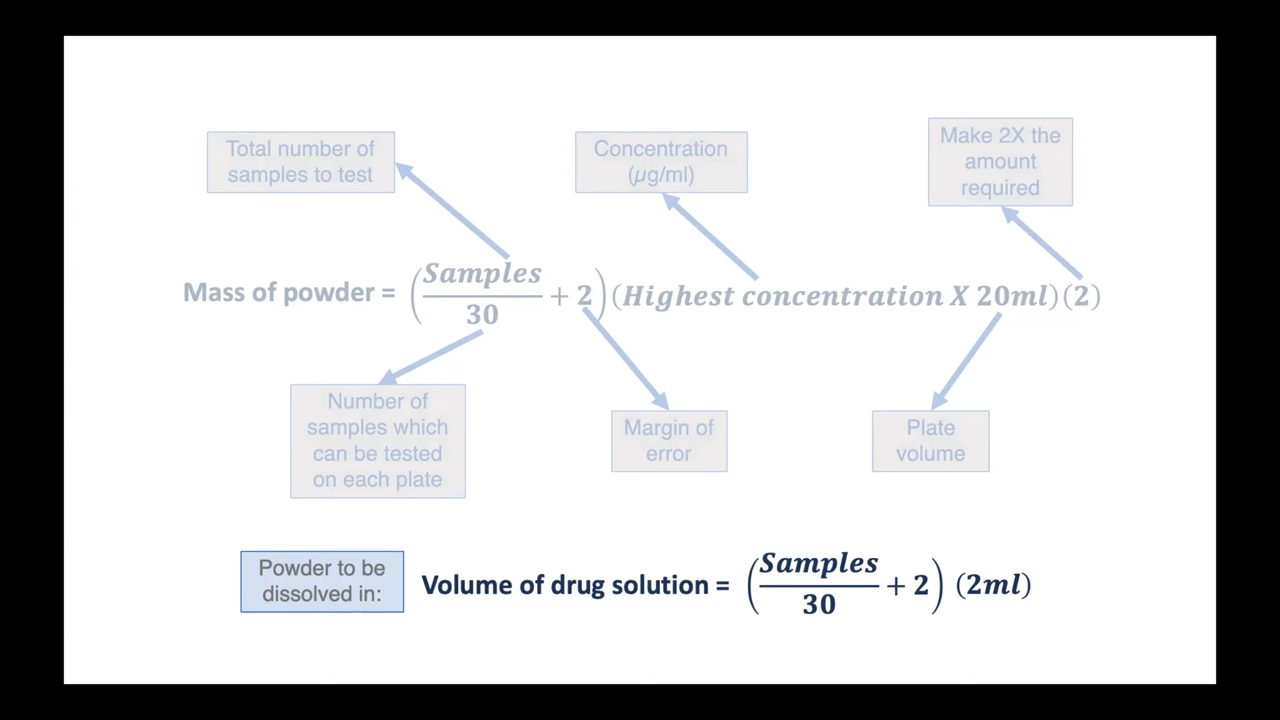 Total number of
samples to test
Concentration
(µg/ml)
Make 2X the
amount
required
Mass of powder = (Samples/30 + 2)(Highest concentration X 20ml)(2)
Number of
samples which
can be tested
on each plate
Margin of
error
Plate
volume
Powder to be
dissolved in:
Volume of drug solution = (Samples/30 + 2) (2ml)